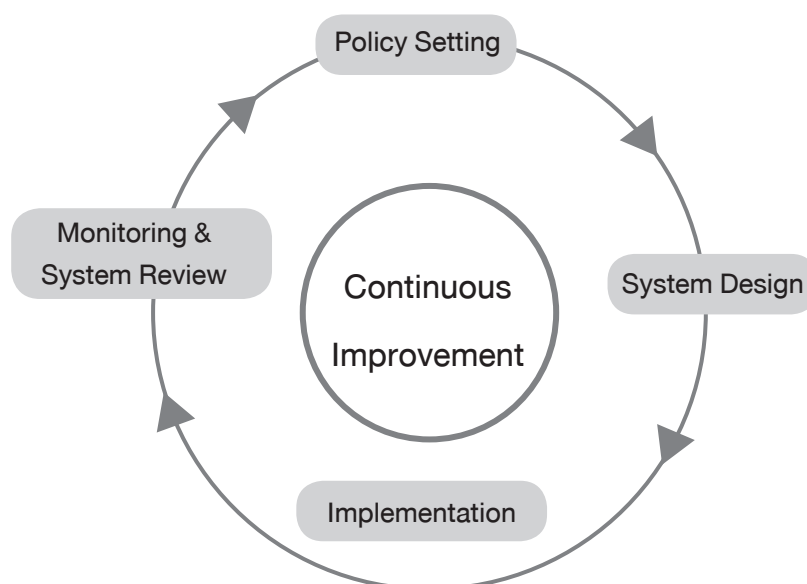 Policy Setting
Monitoring &
System Review
System Design
Continuous
Improvement
Implementation